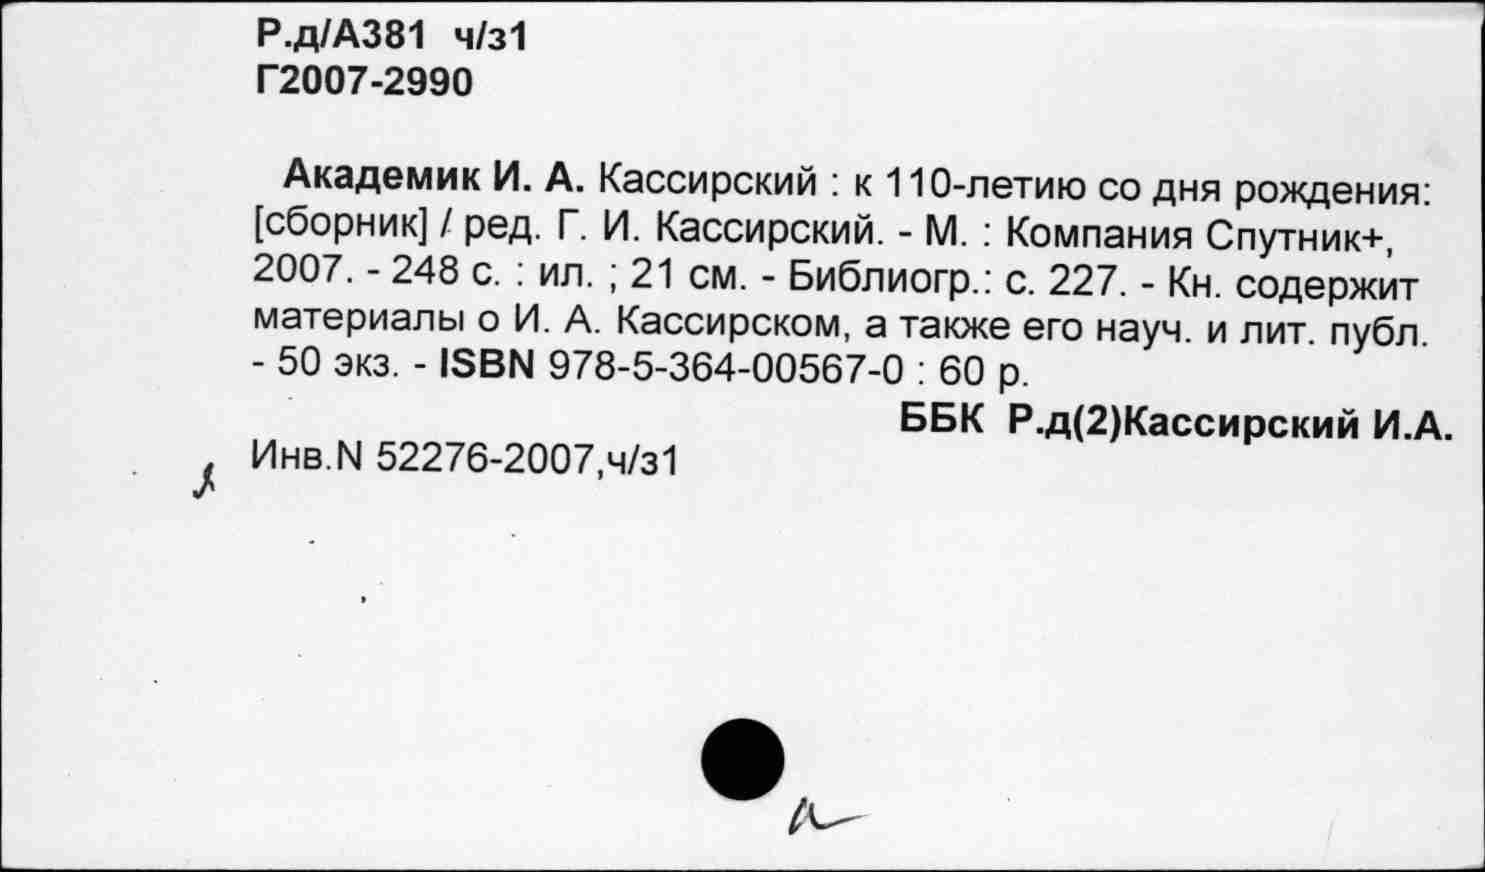 Р.д/А381 ч/з1
Г2007-2990
Академик И. А. Кассирский : к 110-летию со дня рождения:
[сборник] / ред. Г. И. Кассирский. - М. : Компания Спутник+,
2007. - 248 с. : ил. ; 21 см. - Библиогр.: с. 227. - Кн. содержит
материалы о И. А. Кассирском, а также его науч. и лит. публ.
- 50 экз. - ISBN 978-5-364-00567-0 : 60 р.
ББК Р.д(2)Кассирский И.А.
Инв.N 52276-2007,ч/з1